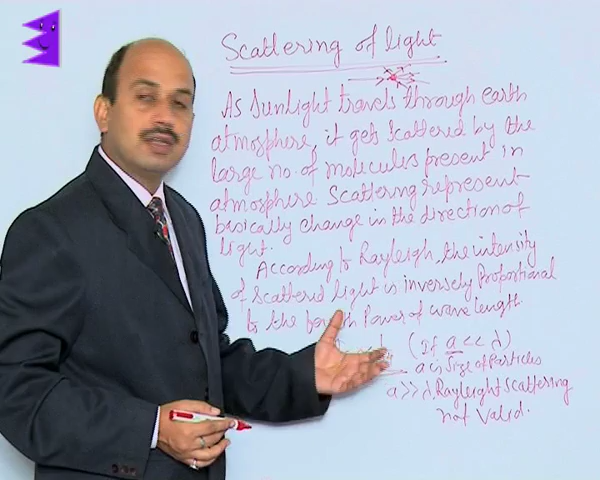 Scattering of light
As Sunlight travels through earth
atmosphere, it gets scattered by the
large no. of molecules present in
atmosphere Scattering represent
basically change in the direction of
light.
According to Rayleigh, the intensity
of Scattered light is inversely Proportional
to the fourth Power of wave length.
(If a << λ)
a is Size of Particles
a >> λ, Rayleigh Scattering
not Valid.